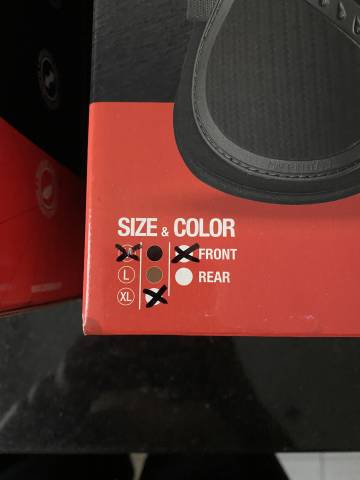 SIZE & COLOR
FRONT
L REAR
XL